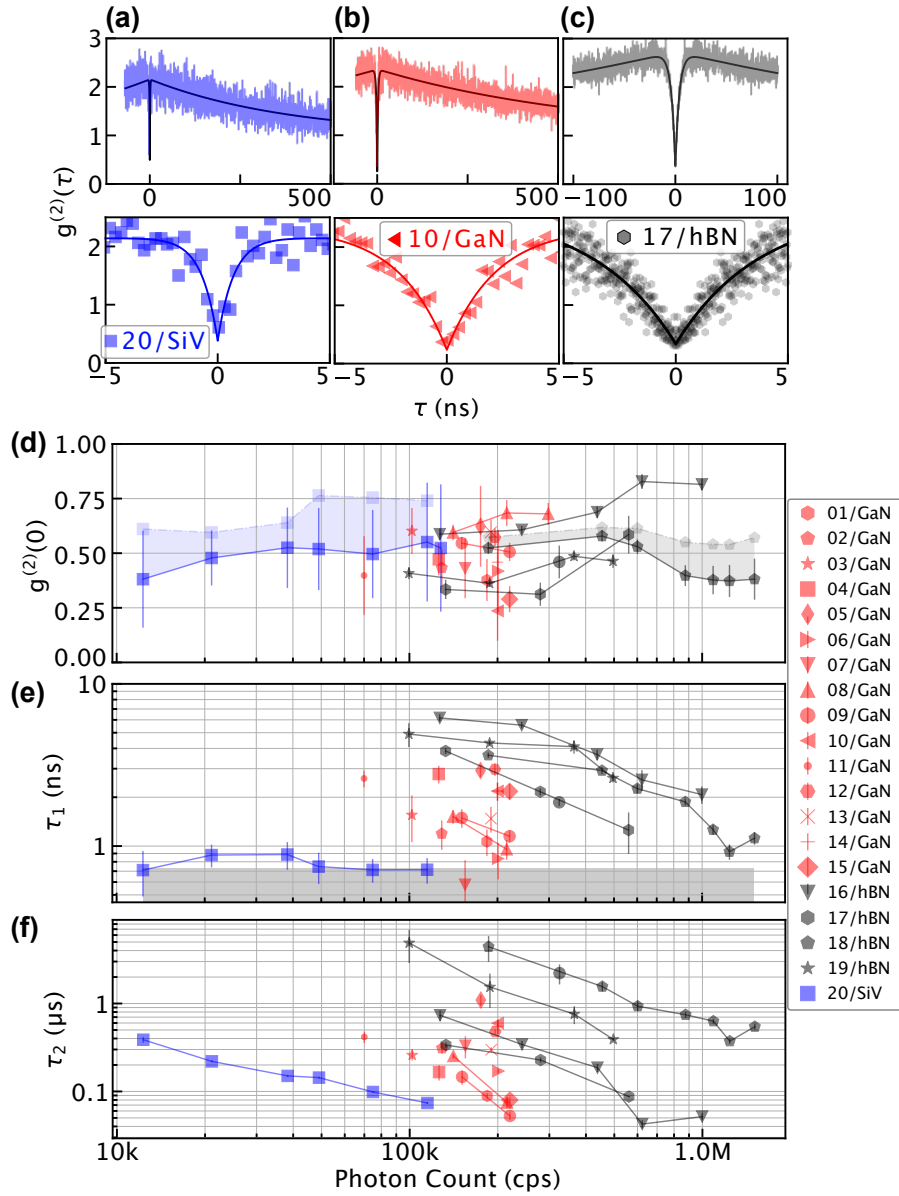 (a) (b) (c)
3
2
1
0
0 500 0 500 −100 0 100
g⁽²⁾(τ)
2
1
0
20/SiV
10/GaN
17/hBN
−5 0 5 −5 0 5 −5 0 5
τ (ns)
(d)
1.00
0.75
0.50
0.25
0.00
g⁽²⁾(0)
(e)
10
1
τ₁ (ns)
(f)
1
0.1
τ₂ (μs)
10k 100k 1.0M
Photon Count (cps)
01/GaN
02/GaN
03/GaN
04/GaN
05/GaN
06/GaN
07/GaN
08/GaN
09/GaN
10/GaN
11/GaN
12/GaN
13/GaN
14/GaN
15/GaN
16/hBN
17/hBN
18/hBN
19/hBN
20/SiV